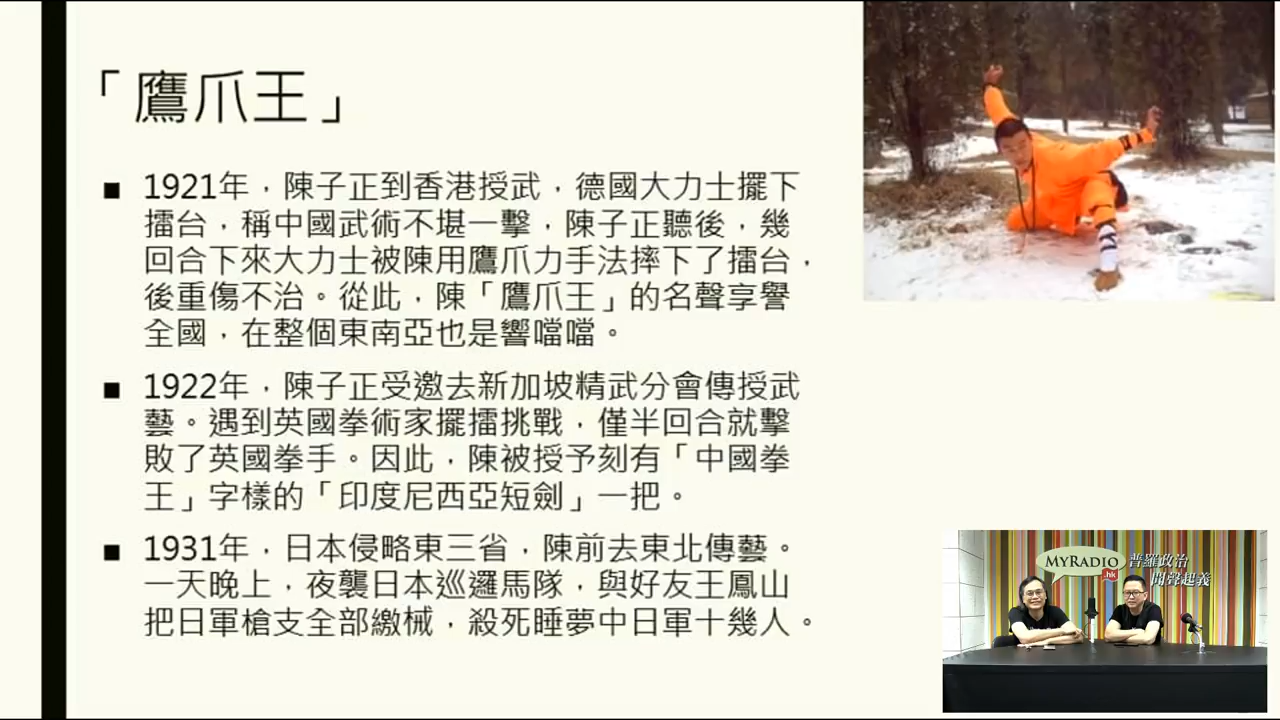 「鷹爪王」
■ 1921年，陳子正到香港授武，德國大力士擺下
擂台，稱中國武術不堪一擊，陳子正聽後，幾
回合下來大力士被陳用鷹爪力手法摔下了擂台，
後重傷不治。從此，陳「鷹爪王」的名聲享譽
全國，在整個東南亞也是響噹噹。
■ 1922年，陳子正受邀去新加坡精武分會傳授武
藝。遇到英國拳術家擺擂挑戰，僅半回合就擊
敗了英國拳手。因此，陳被授予刻有「中國拳
王」字樣的「印度尼西亞短劍」一把。
■ 1931年，日本侵略東三省，陳前去東北傳藝。
一天晚上，夜襲日本巡邏馬隊，與好友王鳳山
把日軍槍支全部繳械，殺死睡夢中日軍十幾人。
MYRADIO
.hk
普羅政治
聞聲起義